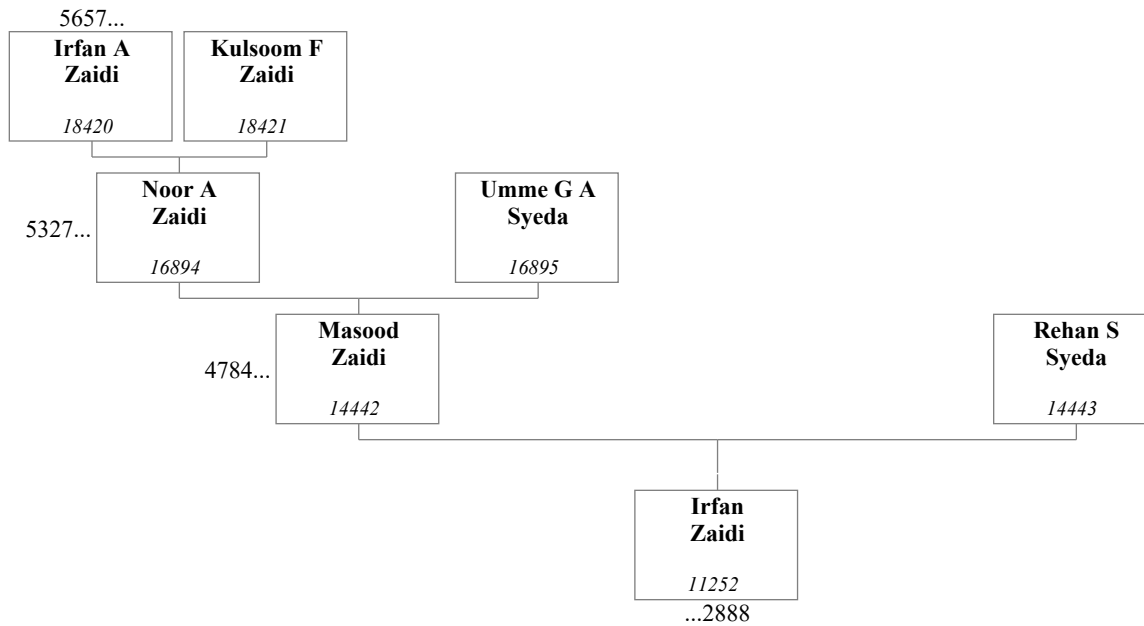 5657...
Irfan A
Zaidi
18420
Kulsoom F
Zaidi
18421
5327...
Noor A
Zaidi
16894
Umme G A
Syeda
16895
4784...
Masood
Zaidi
14442
Rehan S
Syeda
14443
Irfan
Zaidi
11252
...2888